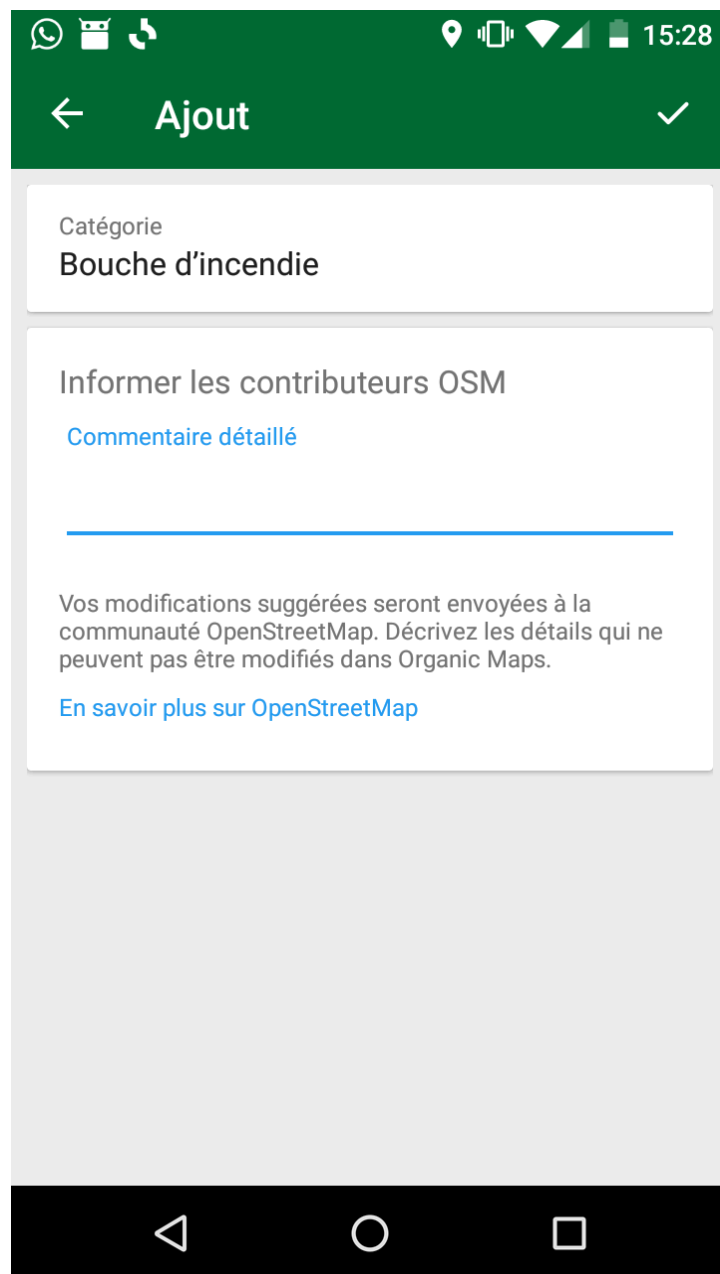 15:28
Ajout
Catégorie
Bouche d’incendie
Informer les contributeurs OSM
Commentaire détaillé
Vos modifications suggérées seront envoyées à la
communauté OpenStreetMap. Décrivez les détails qui ne
peuvent pas être modifiés dans Organic Maps.
En savoir plus sur OpenStreetMap